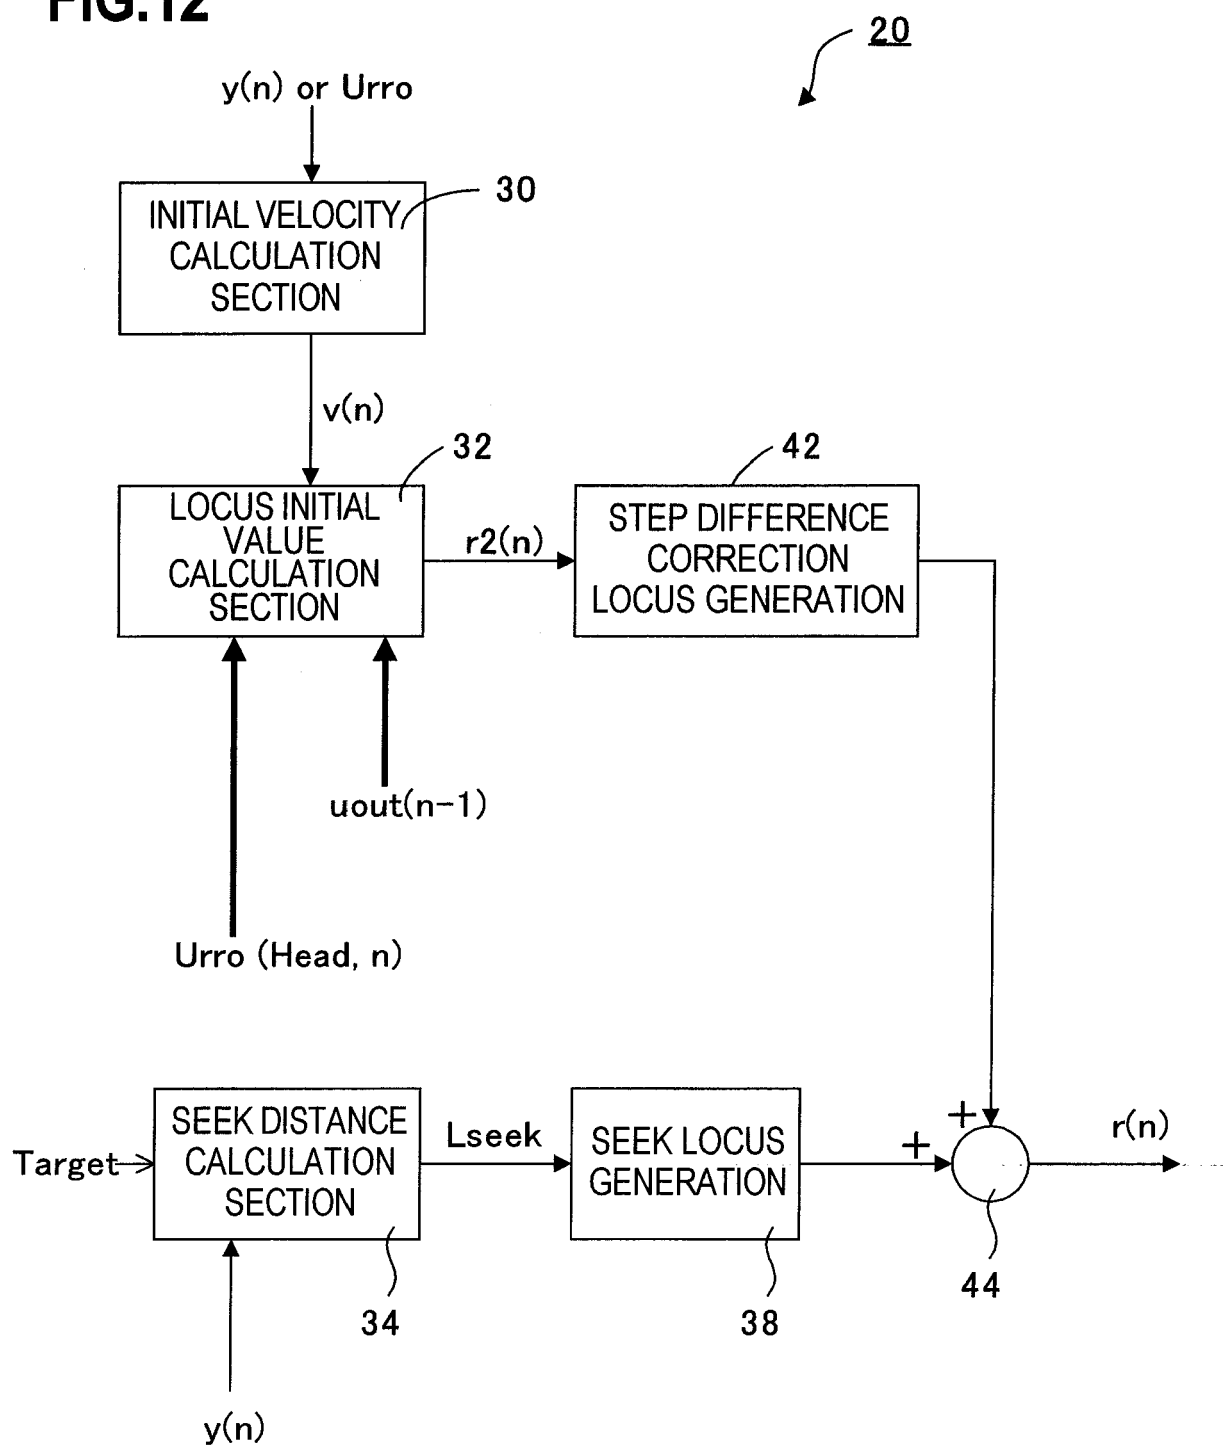 FIG.12
20
y(n) or Urro
30
INITIAL VELOCITY
CALCULATION
SECTION
v(n)
32
42
LOCUS INITIAL
VALUE
CALCULATION
SECTION
r2(n)
STEP DIFFERENCE
CORRECTION
LOCUS GENERATION
uout(n-1)
Urro (Head, n)
Target
SEEK DISTANCE
CALCULATION
SECTION
Lseek
SEEK LOCUS
GENERATION
+
+
r(n)
34
38
44
y(n)